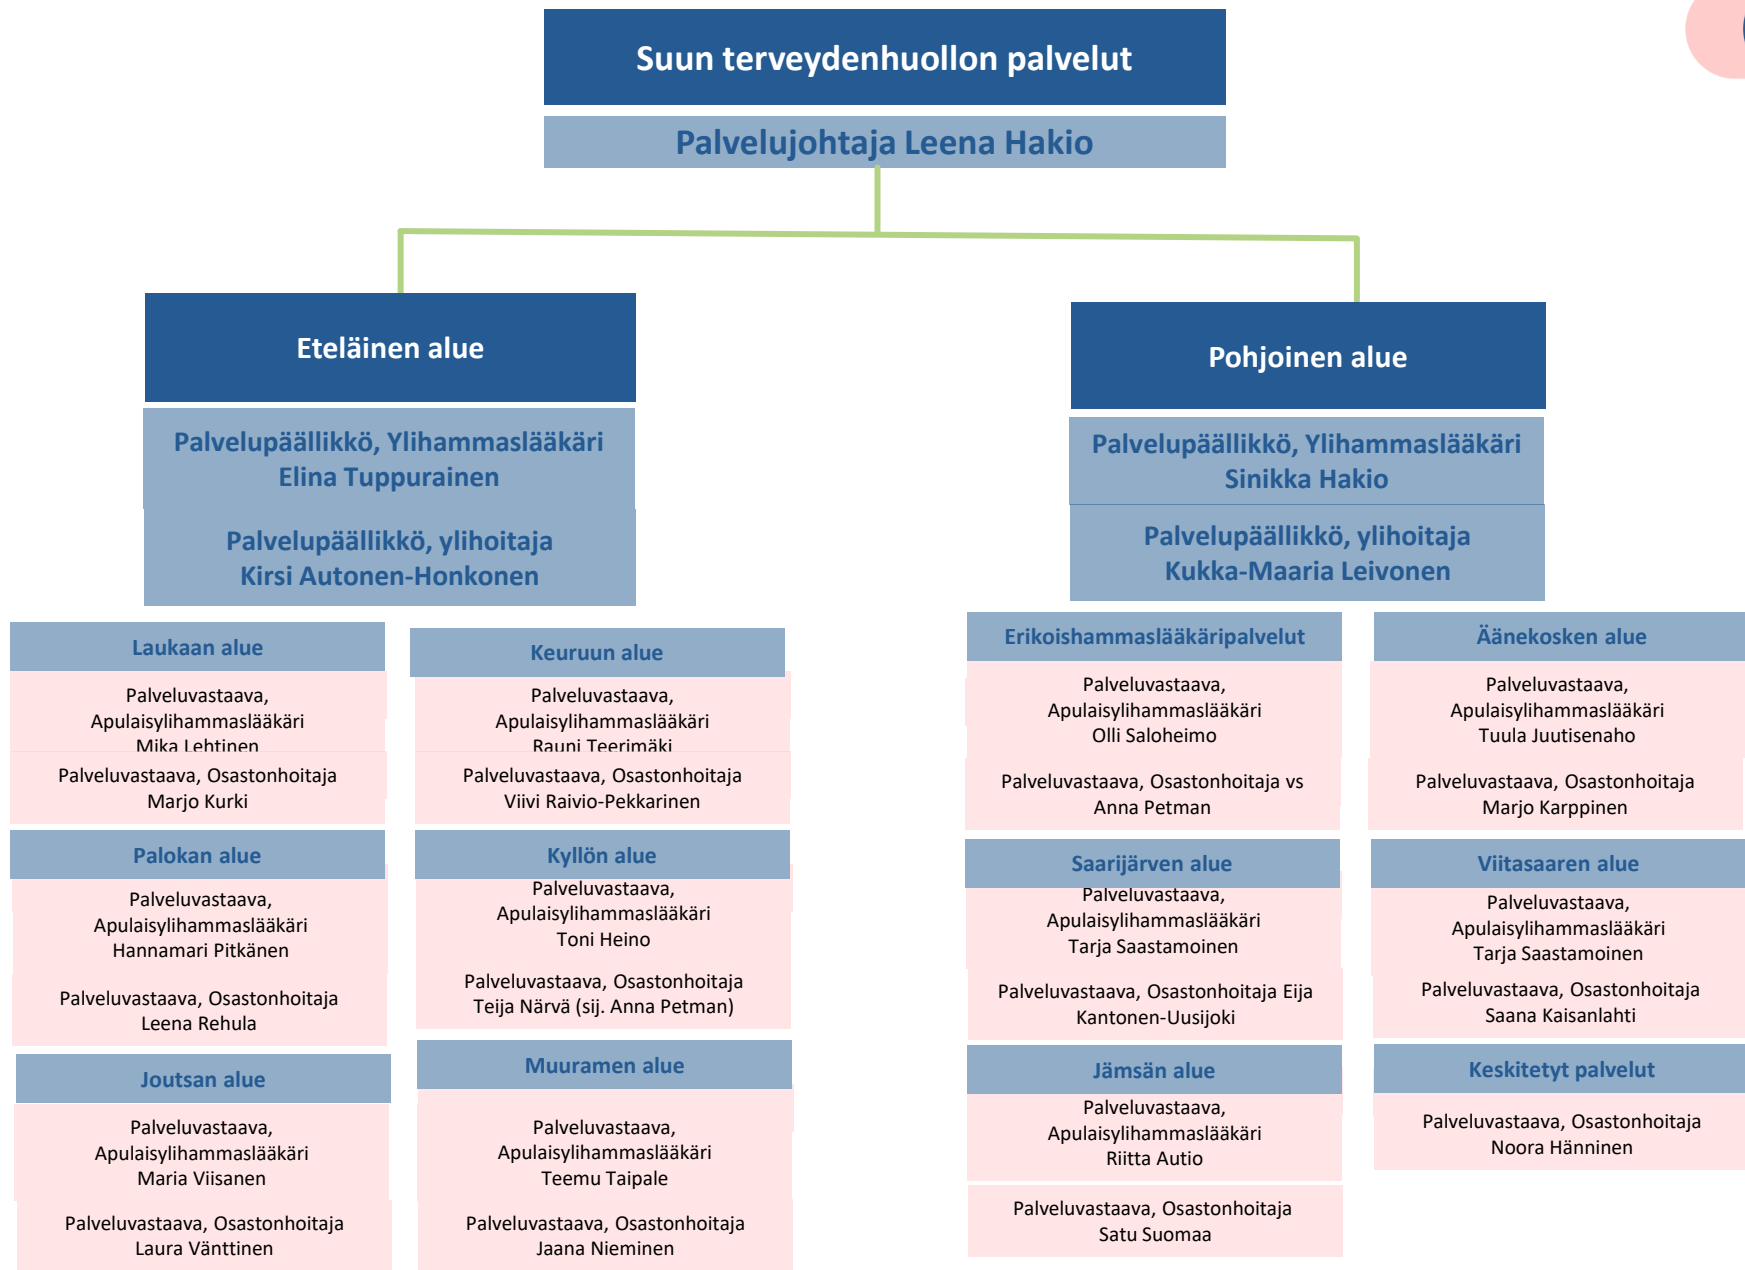 Suun terveydenhuollon palvelut
Palvelujohtaja Leena Hakio
Eteläinen alue
Palvelupäällikkö, Ylihammaslääkäri
Elina Tuppurainen
Palvelupäällikkö, ylihoitaja
Kirsi Autonen-Honkonen
Laukaan alue
Palveluvastaava,
Apulaisylihammaslääkäri
Mika Lehtinen
Palveluvastaava, Osastonhoitaja
Marjo Kurki
Keuruun alue
Palveluvastaava,
Apulaisylihammaslääkäri
Rauni Teerimäki
Palveluvastaava, Osastonhoitaja
Viivi Raivio-Pekkarinen
Palokan alue
Palveluvastaava,
Apulaisylihammaslääkäri
Hannamari Pitkänen
Palveluvastaava, Osastonhoitaja
Leena Rehula
Kyllön alue
Palveluvastaava,
Apulaisylihammaslääkäri
Toni Heino
Palveluvastaava, Osastonhoitaja
Teija Närvä (sij. Anna Petman)
Joutsan alue
Palveluvastaava,
Apulaisylihammaslääkäri
Maria Viisanen
Palveluvastaava, Osastonhoitaja
Laura Vänttinen
Muuramen alue
Palveluvastaava,
Apulaisylihammaslääkäri
Teemu Taipale
Palveluvastaava, Osastonhoitaja
Jaana Nieminen
Pohjoinen alue
Palvelupäällikkö, Ylihammaslääkäri
Sinikka Hakio
Palvelupäällikkö, ylihoitaja
Kukka-Maaria Leivonen
Erikoishammaslääkäripalvelut
Palveluvastaava,
Apulaisylihammaslääkäri
Olli Saloheimo
Palveluvastaava, Osastonhoitaja vs
Anna Petman
Äänekosken alue
Palveluvastaava,
Apulaisylihammaslääkäri
Tuula Juutisenaho
Palveluvastaava, Osastonhoitaja
Marjo Karppinen
Saarijärven alue
Palveluvastaava,
Apulaisylihammaslääkäri
Tarja Saastamoinen
Palveluvastaava, Osastonhoitaja Eija
Kantonen-Uusijoki
Viitasaaren alue
Palveluvastaava,
Apulaisylihammaslääkäri
Tarja Saastamoinen
Palveluvastaava, Osastonhoitaja
Saana Kaisanlahti
Jämsän alue
Palveluvastaava,
Apulaisylihammaslääkäri
Riitta Autio
Palveluvastaava, Osastonhoitaja
Satu Suomaa
Keskitetyt palvelut
Palveluvastaava, Osastonhoitaja
Noora Hänninen